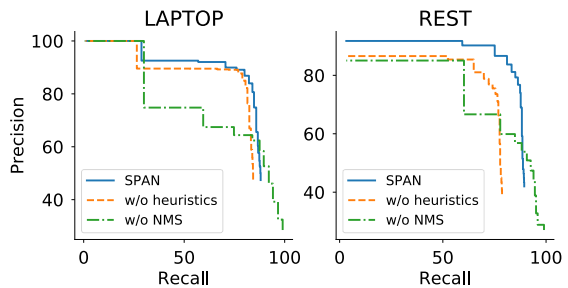 LAPTOP
REST
Precision
100
80
60
40
80
60
40
SPAN
w/o heuristics
w/o NMS
SPAN
w/o heuristics
w/o NMS
0 50 100
0 50 100
Recall
Recall